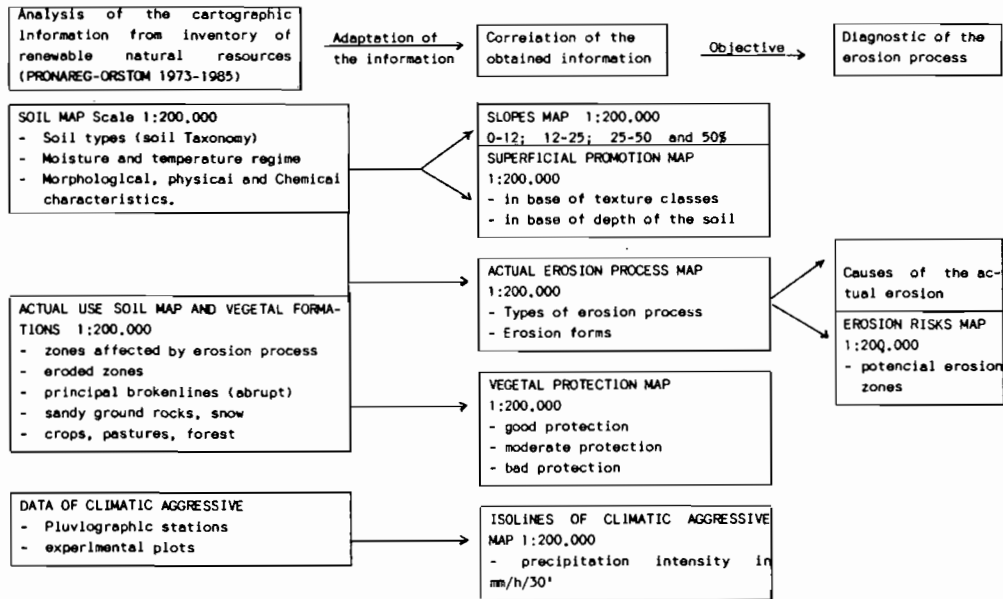 Analysis of the cartographic
Information from inventory of
renewable natural resources
(PRONAREG-ORSTOM 1973-1985)
Adaptation of
the information
Correlation of the
obtained information
Objective
Diagnostic of the
erosion process
SOIL MAP Scale 1:200.000
- Soil types (soil Taxonomy)
- Moisture and temperature regime
- Morphological, physical and Chemical
characteristics.
SLOPES MAP 1:200.000
0-12; 12-25; 25-50 and 50%
SUPERFICIAL PROMOTION MAP
1:200.000
- in base of texture classes
- in base of depth of the soil
ACTUAL EROSION PROCESS MAP
1:200.000
- Types of erosion process
- Erosion forms
Causes of the ac-
tual erosion
EROSION RISKS MAP
1:200.000
- potencial erosion
zones
ACTUAL USE SOIL MAP AND VEGETAL FORMA-
TIONS 1:200.000
- zones affected by erosion process
- eroded zones
- principal brokenlines (abrupt)
- sandy ground rocks, snow
- crops, pastures, forest
VEGETAL PROTECTION MAP
1:200.000
- good protection
- moderate protection
- bad protection
DATA OF CLIMATIC AGGRESSIVE
- Pluviographic stations
- experimental plots
ISOLINES OF CLIMATIC AGGRESSIVE
MAP 1:200.000
- precipitation intensity in
mm/h/30'